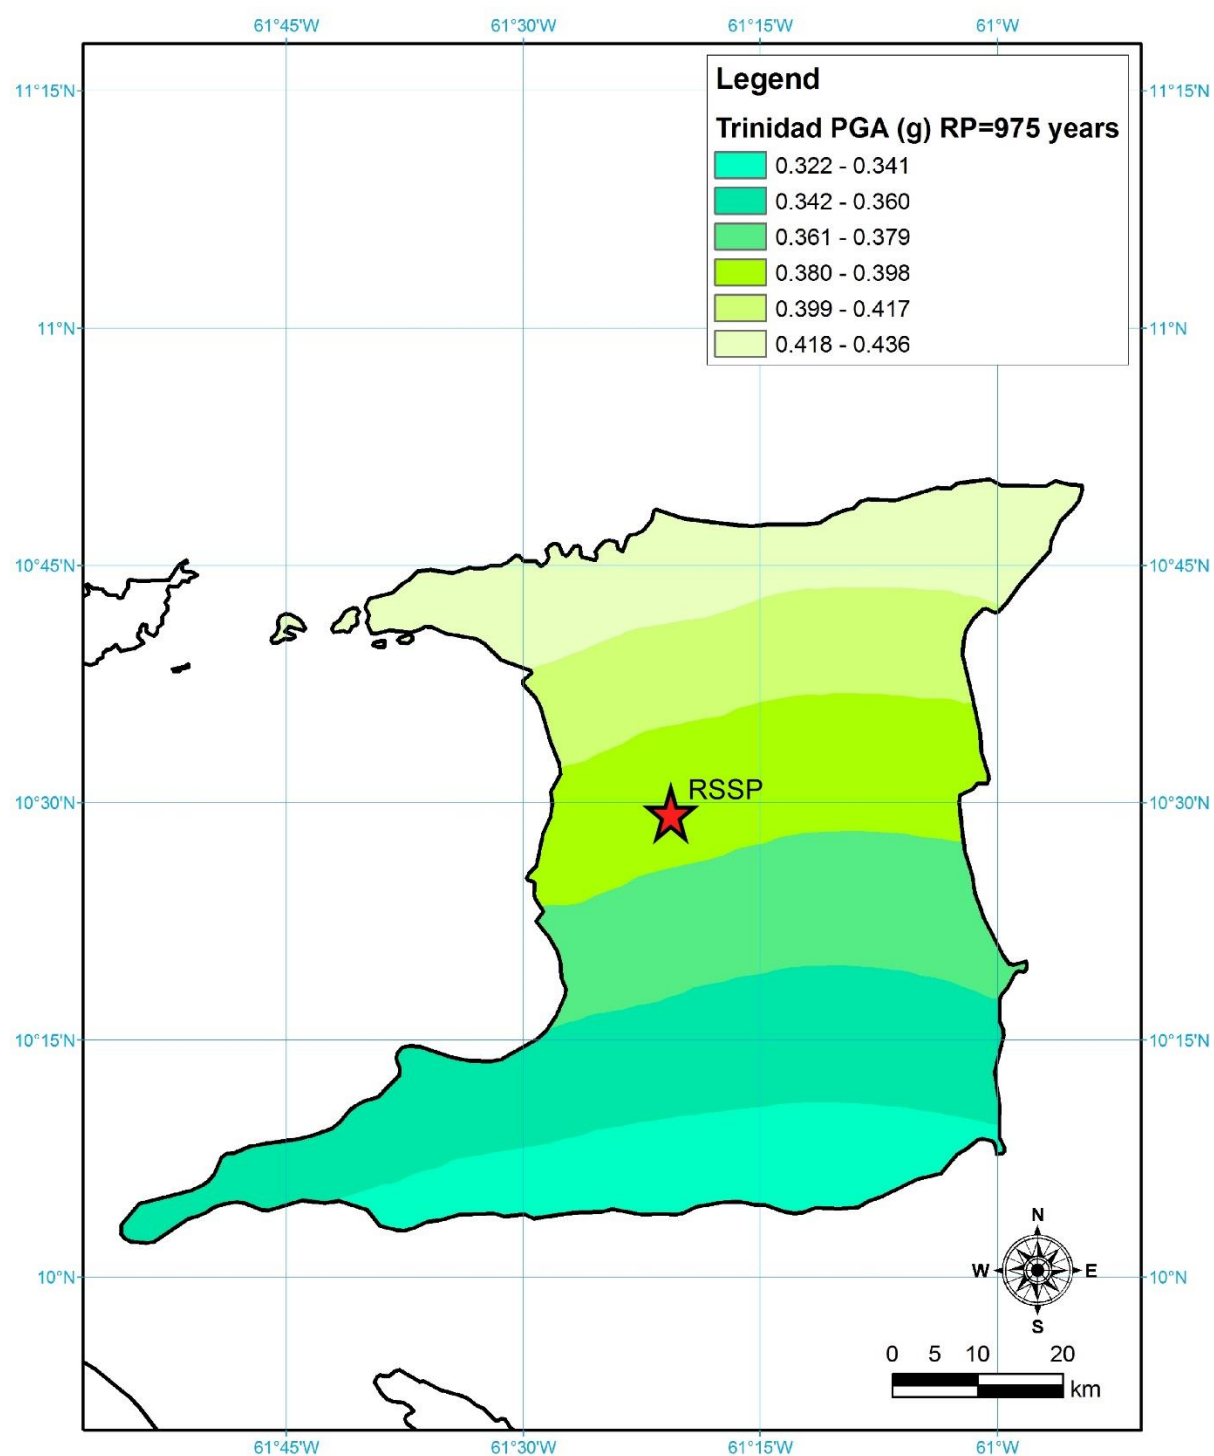 61°45'W 61°30'W 61°15'W 61°W
11°15'N 11°15'N
Legend
Trinidad PGA (g) RP=975 years
0.322 - 0.341
0.342 - 0.360
0.361 - 0.379
0.380 - 0.398
0.399 - 0.417
0.418 - 0.436
11°N 11°N
10°45'N 10°45'N
RSSP
10°30'N 10°30'N
10°15'N 10°15'N
N
W E
S
10°N 10°N
0 5 10 20
km
61°45'W 61°30'W 61°15'W 61°W